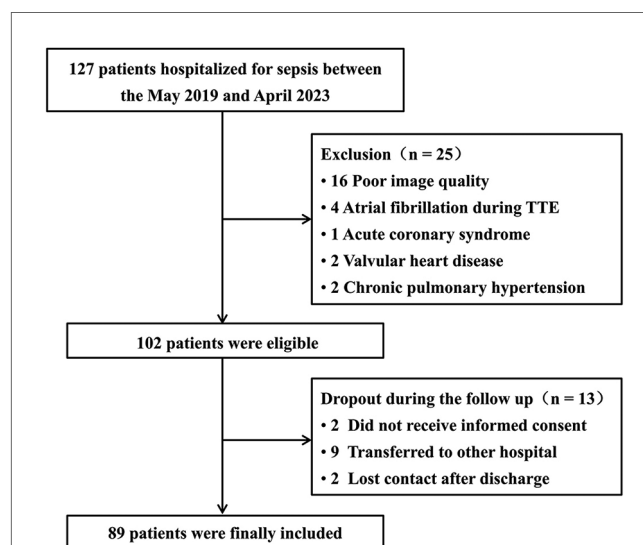 127 patients hospitalized for sepsis between
the May 2019 and April 2023
Exclusion（n = 25）
• 16 Poor image quality
• 4 Atrial fibrillation during TTE
• 1 Acute coronary syndrome
• 2 Valvular heart disease
• 2 Chronic pulmonary hypertension
102 patients were eligible
Dropout during the follow up（n = 13）
• 2 Did not receive informed consent
• 9 Transferred to other hospital
• 2 Lost contact after discharge
89 patients were finally included